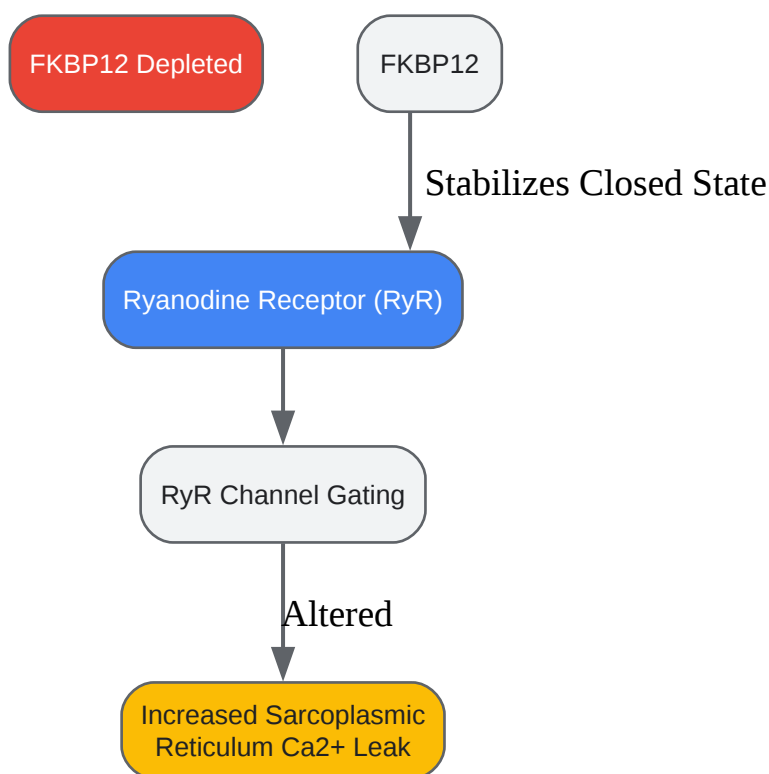 FKBP12 Depleted
FKBP12
Stabilizes Closed State
Ryanodine Receptor (RyR)
RyR Channel Gating
Altered
Increased Sarcoplasmic
Reticulum Ca2+ Leak